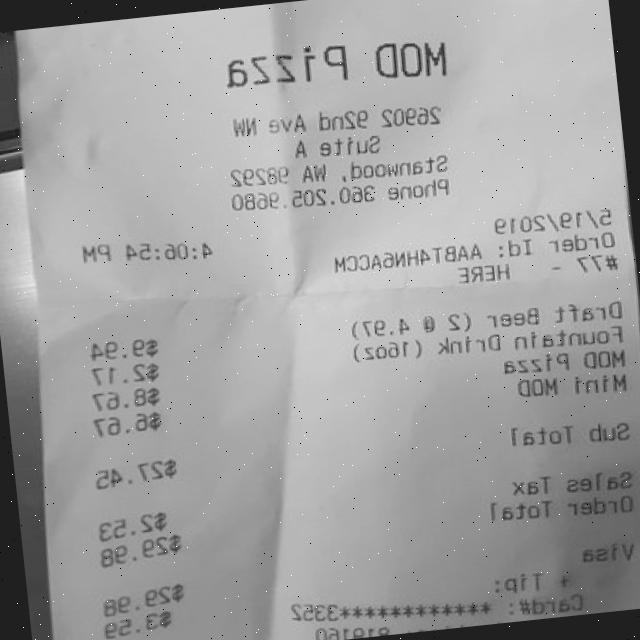 MOD Pizza
26902 92nd Ave NW
Suite A
Stanwood, WA 98292
Phone 360.205.9680
5/19/2019 4:06:54 PM
Order Id: AABT4HN6ACCM
#77 - HERE
Draft Beer (2 @ 4.97) $9.94
Fountain Drink (16oz) $2.17
MOD Pizza $8.67
Mini MOD $6.67
Sub Total $27.45
Sales Tax $2.53
Order Total $29.98
Visa $29.98
+ Tip: $3.59
Card#: ************3352
819160